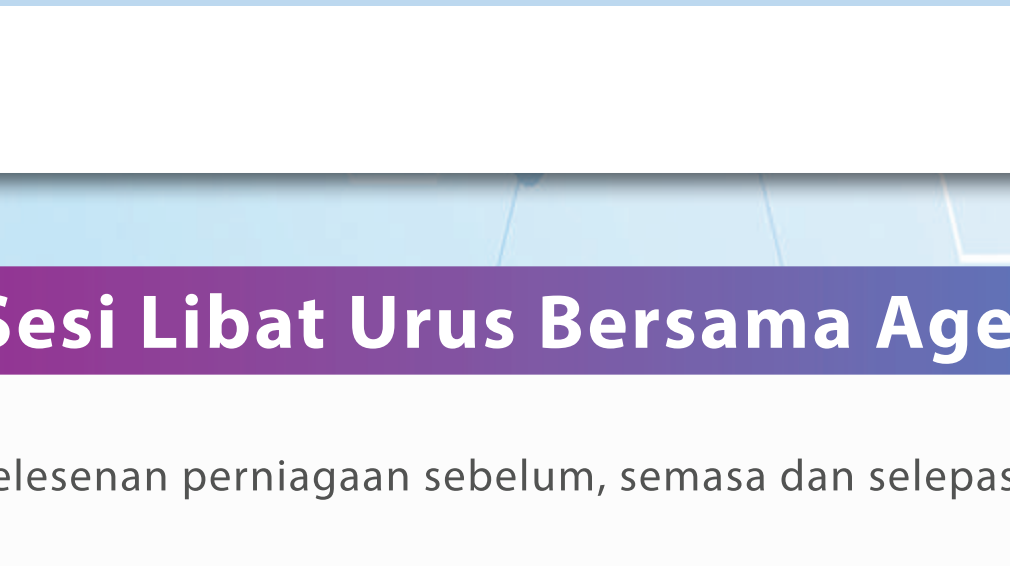 Sesi Libat Urus Bersama Age
elesenan perniagaan sebelum, semasa dan selepas